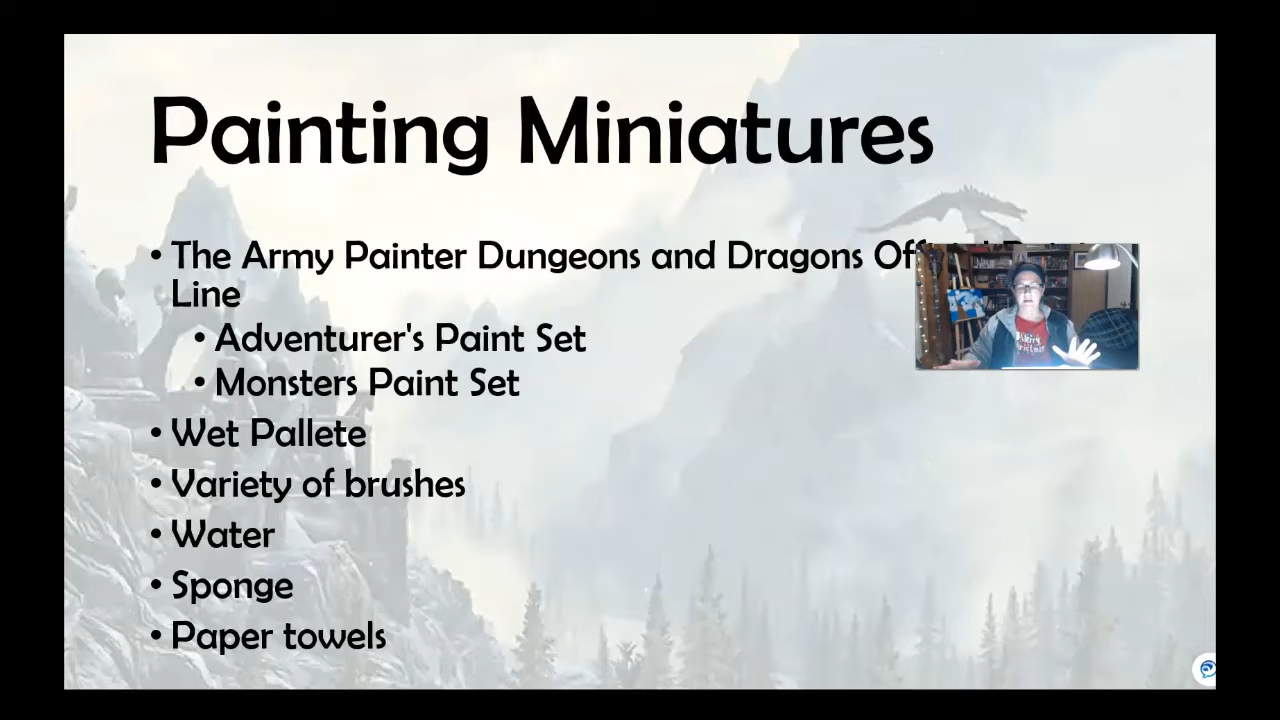 Painting Miniatures
• The Army Painter Dungeons and Dragons
Line
• Adventurer's Paint Set
• Monsters Paint Set
• Wet Pallete
• Variety of brushes
• Water
• Sponge
• Paper towels